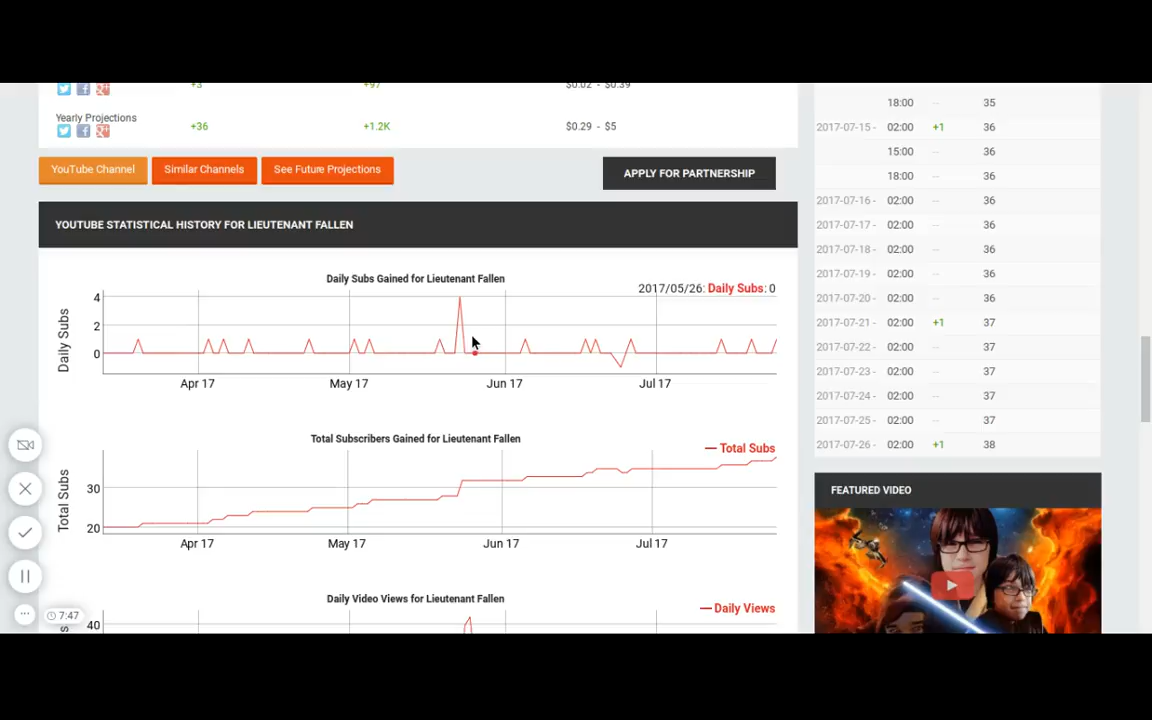 +3 +97 $0.02 - $0.39
Yearly Projections
+36 +1.2K $0.29 - $5
YouTube Channel Similar Channels See Future Projections APPLY FOR PARTNERSHIP
YOUTUBE STATISTICAL HISTORY FOR LIEUTENANT FALLEN
Daily Subs Gained for Lieutenant Fallen
2017/05/26: Daily Subs: 0
Daily Subs
4
2
0
Apr 17 May 17 Jun 17 Jul 17
Total Subscribers Gained for Lieutenant Fallen
Total Subs
Total Subs
30
20
Apr 17 May 17 Jun 17 Jul 17
Daily Video Views for Lieutenant Fallen
Daily Views
40
7:47
18:00 -- 35
2017-07-15 - 02:00 +1 36
15:00 36
18:00 -- 36
2017-07-16 - 02:00 -- 36
2017-07-17 - 02:00 -- 36
2017-07-18 - 02:00 -- 36
2017-07-19 - 02:00 -- 36
2017-07-20 - 02:00 -- 36
2017-07-21 - 02:00 +1 37
2017-07-22 - 02:00 -- 37
2017-07-23 - 02:00 -- 37
2017-07-24 - 02:00 -- 37
2017-07-25 - 02:00 -- 37
2017-07-26 - 02:00 +1 38
FEATURED VIDEO